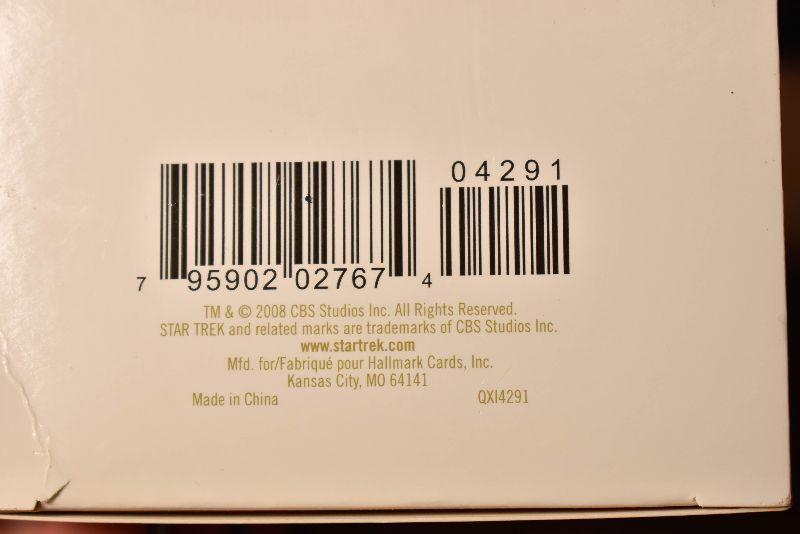 04291
7 95902 02767 4
TM & © 2008 CBS Studios Inc. All Rights Reserved.
STAR TREK and related marks are trademarks of CBS Studios Inc.
www.startrek.com
Mfd. for/Fabriqué pour Hallmark Cards, Inc.
Kansas City, MO 64141
Made in China QXI4291